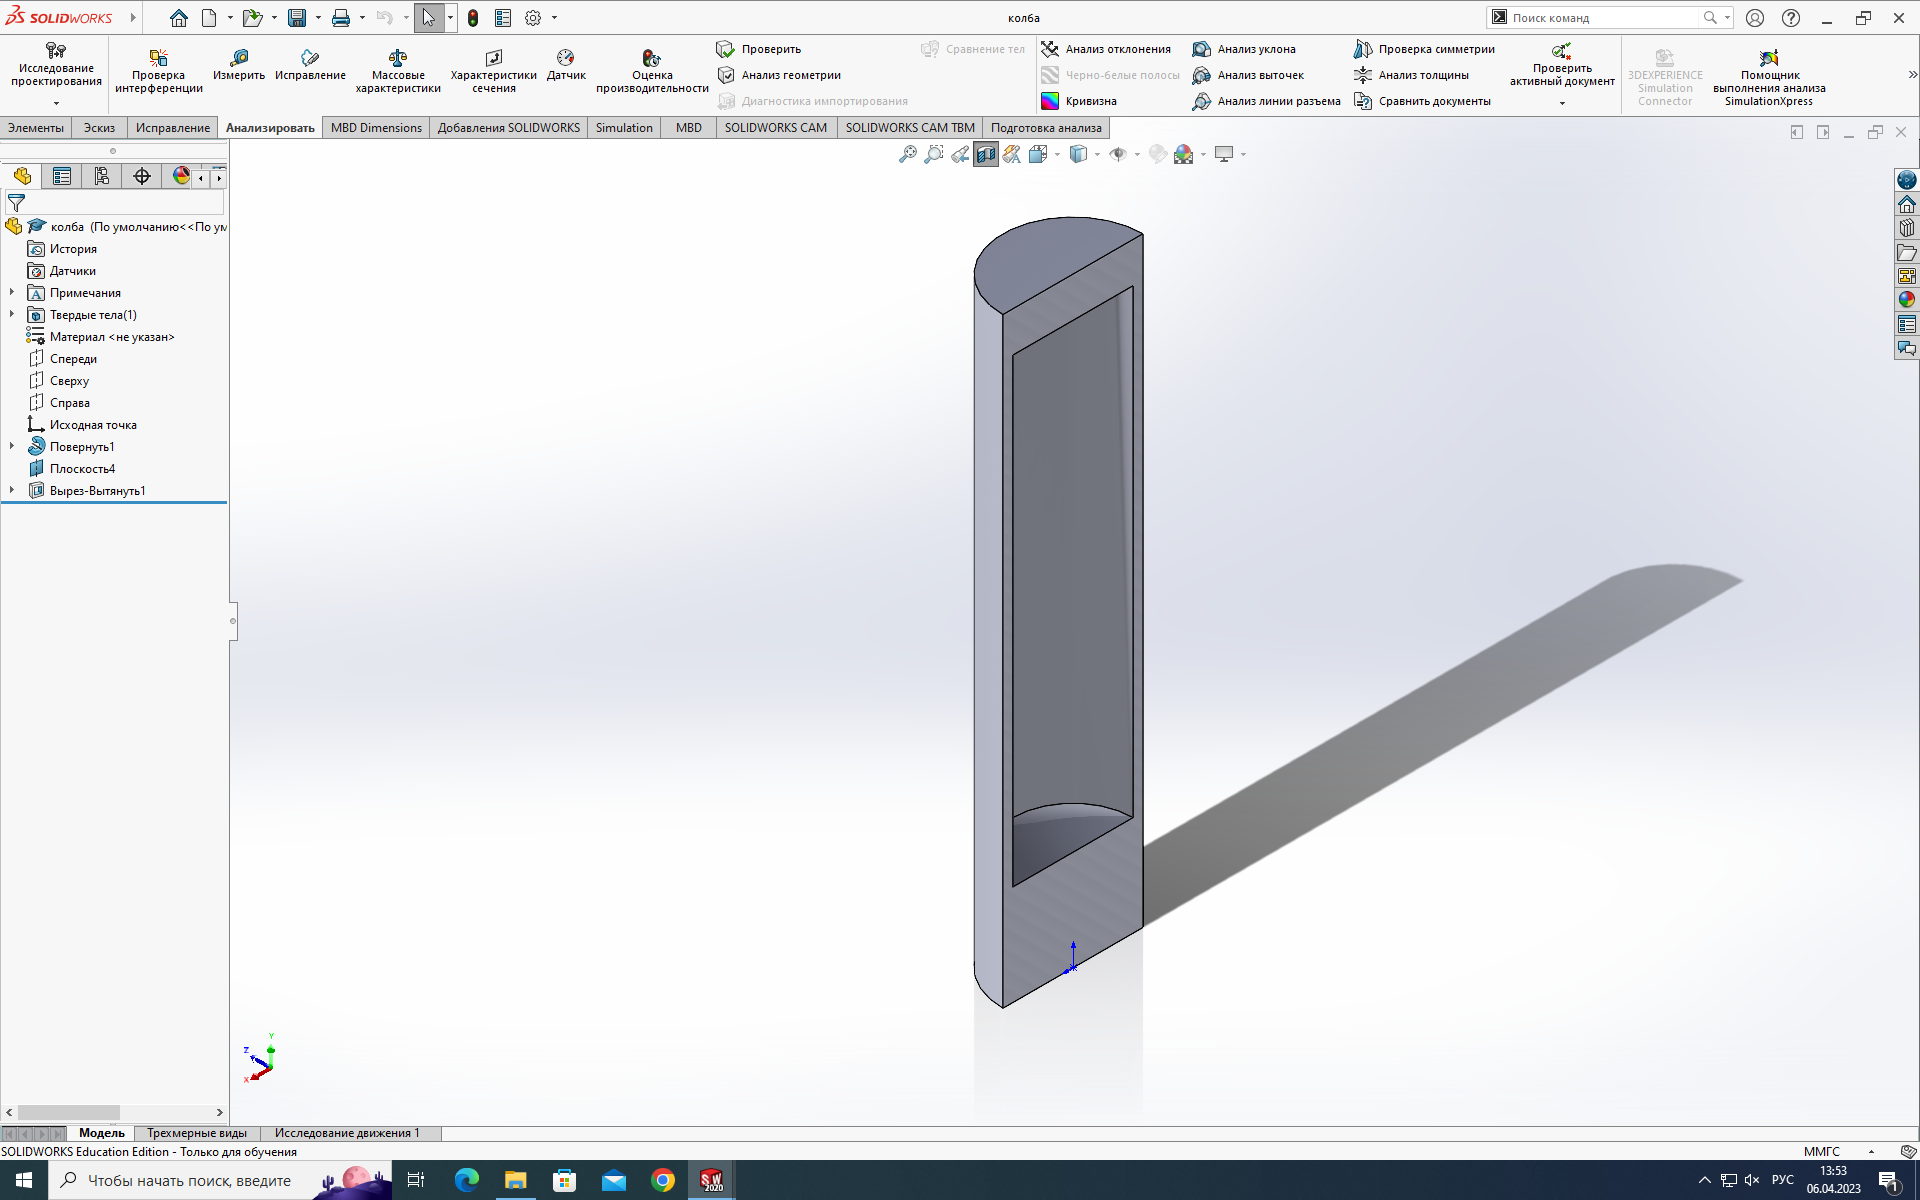 SOLIDWORKS
колба
Поиск команд
Исследование проектирования
Проверка интерференции
Измерить
Исправление
Массовые характеристики
Характеристики сечения
Датчик
Оценка производительности
Проверить
Анализ геометрии
Диагностика импортирования
Сравнение тел
Анализ отклонения
Черно-белые полосы
Кривизна
Анализ уклона
Анализ выточек
Анализ линии разъема
Проверка симметрии
Анализ толщины
Сравнить документы
Проверить активный документ
3DEXPERIENCE Simulation Connector
Помощник выполнения анализа SimulationXpress
Элементы
Эскиз
Исправление
Анализировать
MBD Dimensions
Добавления SOLIDWORKS
Simulation
MBD
SOLIDWORKS CAM
SOLIDWORKS CAM TBM
Подготовка анализа
колба (По умолчанию<<По ум
История
Датчики
Примечания
Твердые тела(1)
Материал <не указан>
Спереди
Сверху
Справа
Исходная точка
Повернуть1
Плоскость4
Вырез-Вытянуть1
Y
Z
X
Модель
Трехмерные виды
Исследование движения 1
SOLIDWORKS Education Edition - Только для обучения
ММГС
Чтобы начать поиск, введите
SW 2020
РУС
13:53
06.04.2023
1